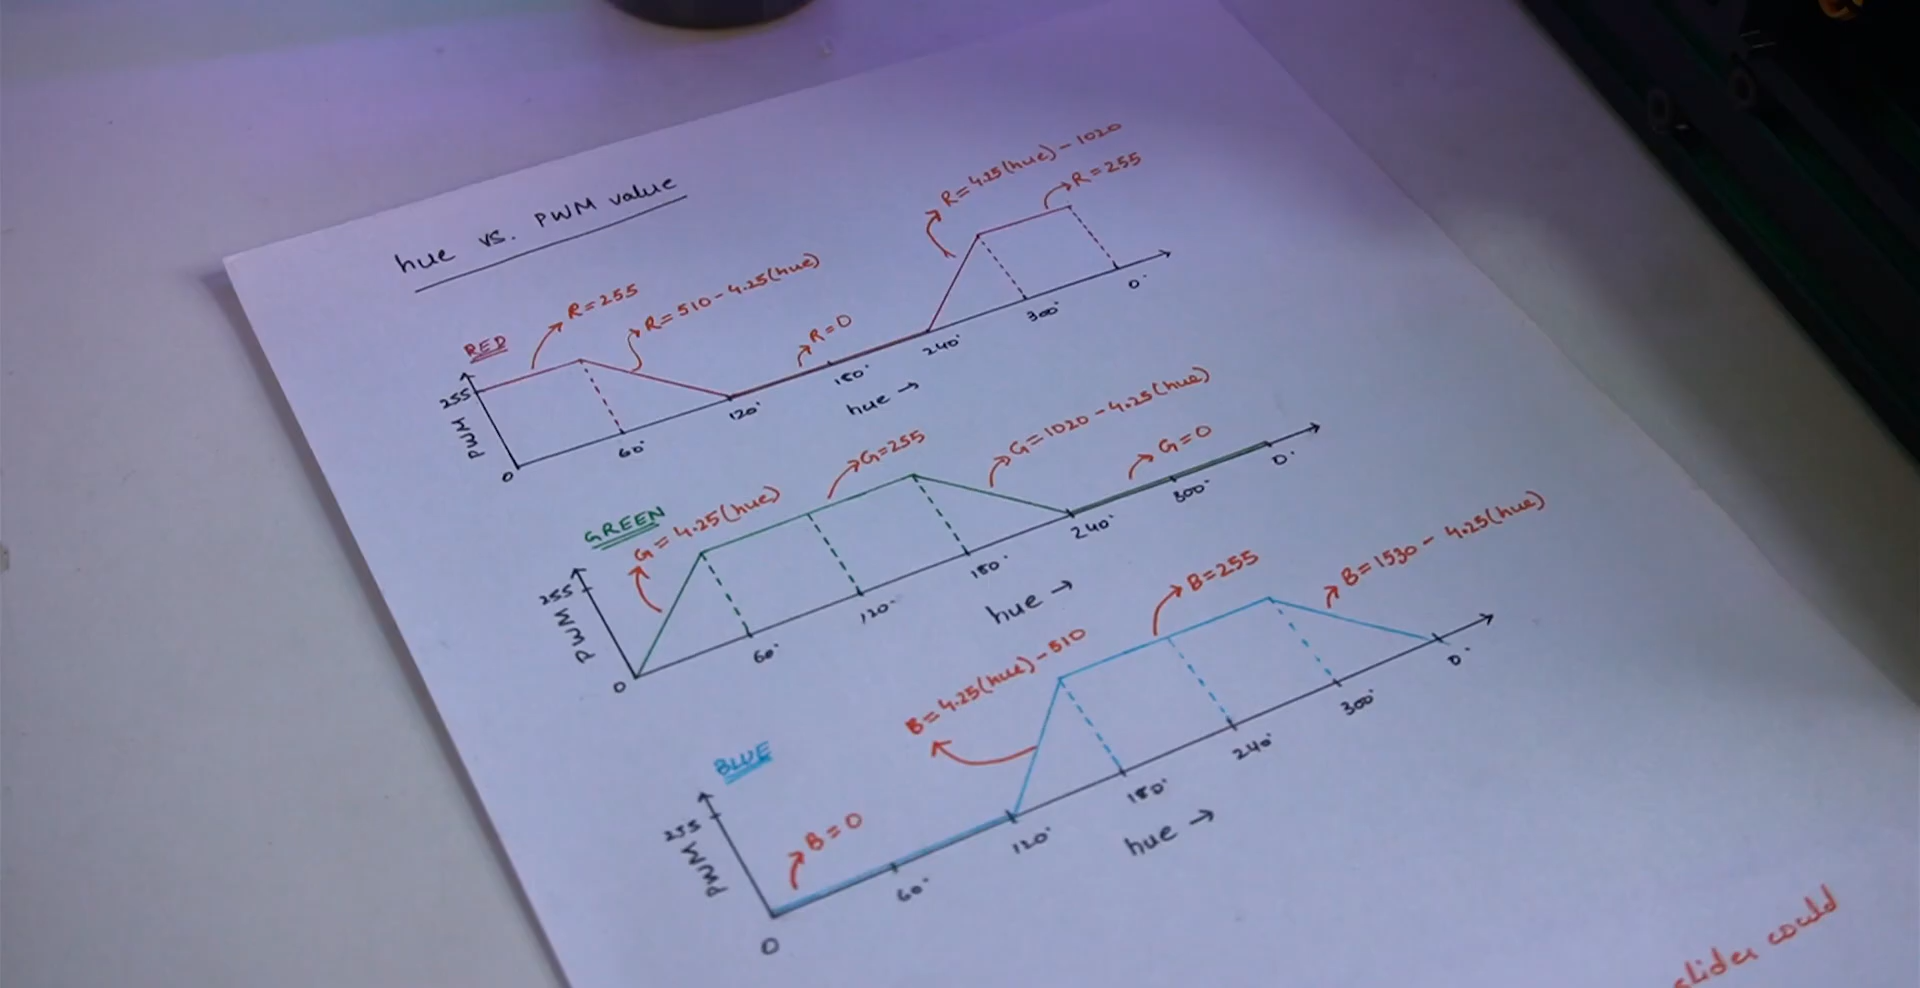 hue vs. PWM value
RED
R=255
R=510-4.25(hue)
R=0
R=4.25(hue)-1020
R=255
255
PWM
0
60°
120°
180°
240°
300°
0°
hue →
GREEN
G=4.25(hue)
G=255
G=1020-4.25(hue)
G=0
255
PWM
0
60°
120°
180°
240°
300°
0°
hue →
BLUE
B=0
B=4.25(hue)-510
B=255
B=1530-4.25(hue)
255
PWM
0
60°
120°
180°
240°
300°
0°
hue →
slider could